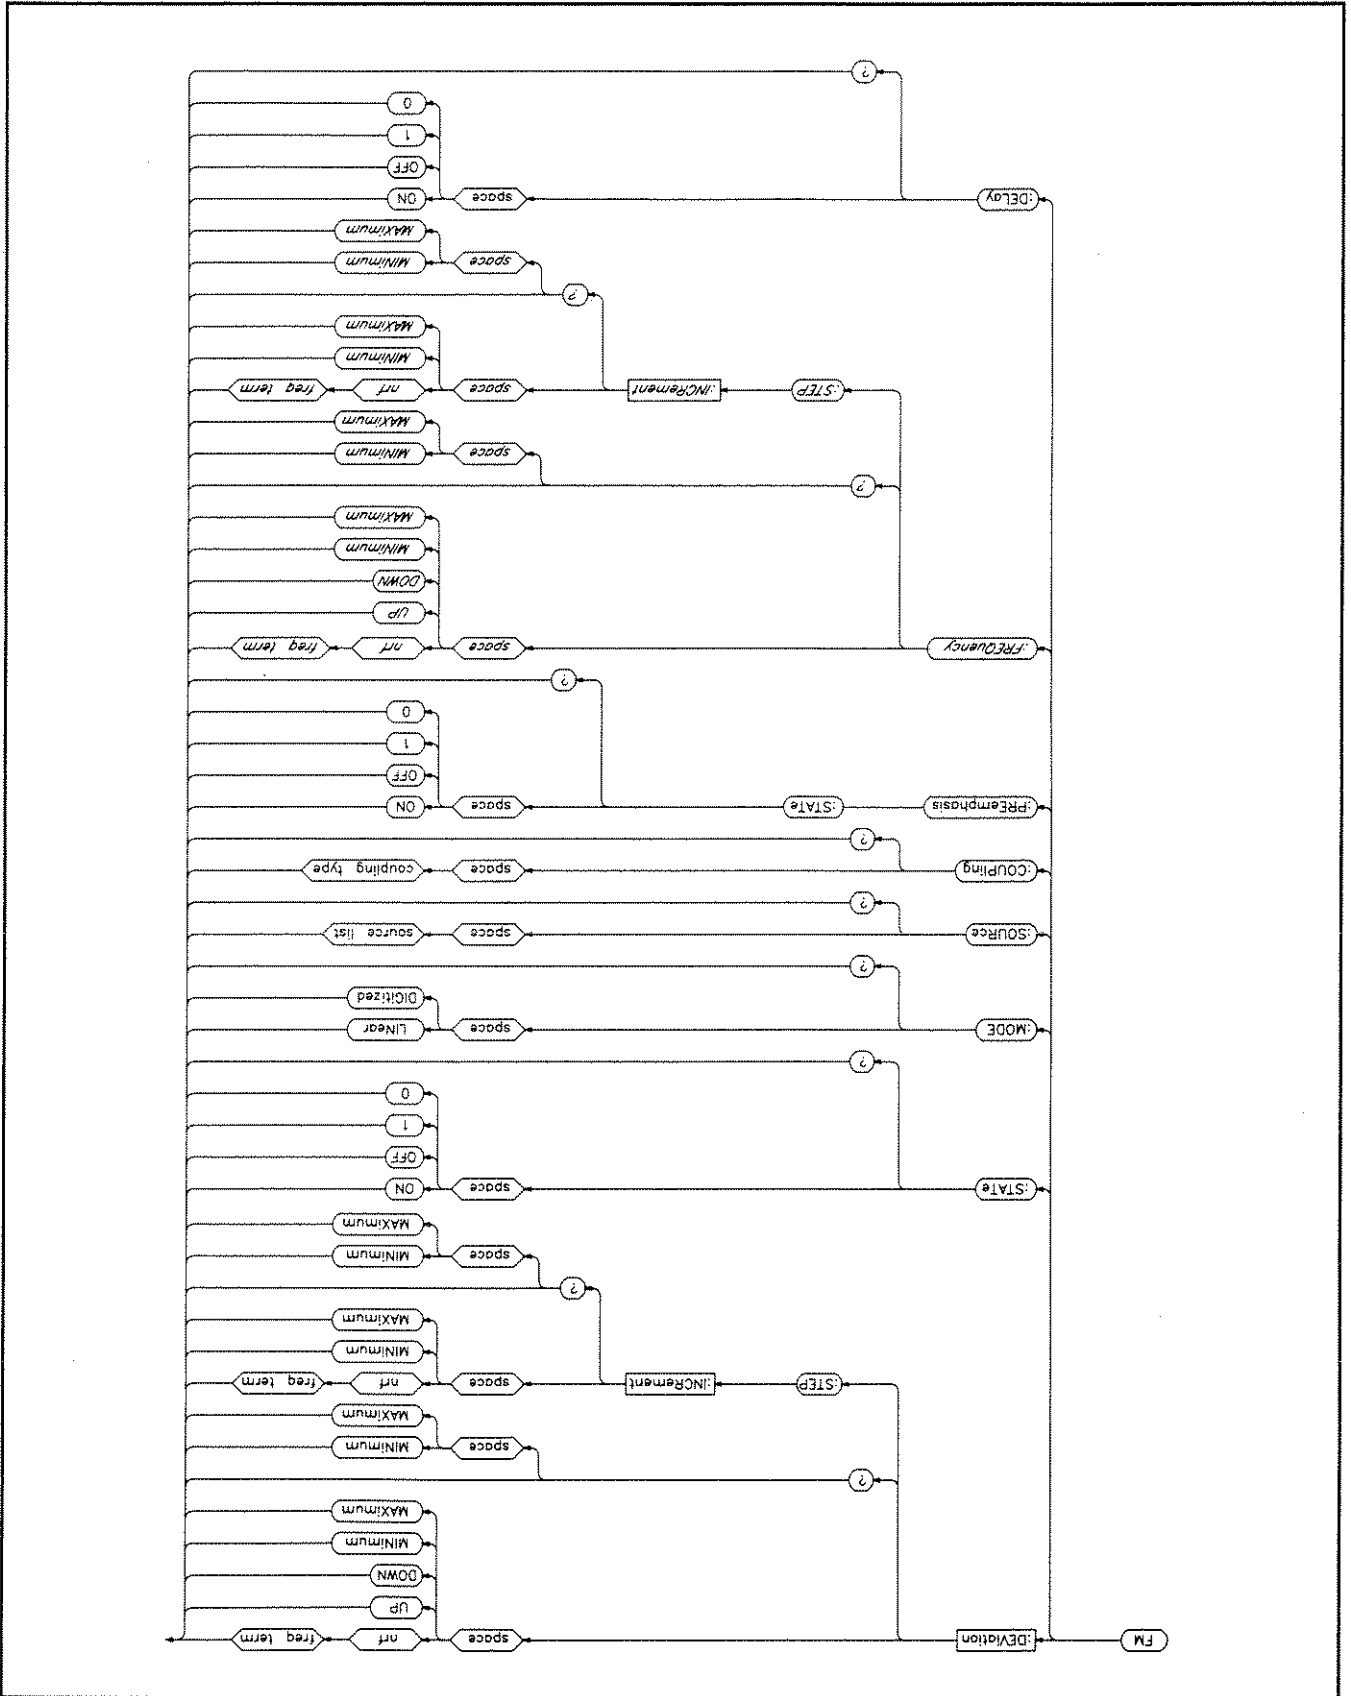 FM :DEViation space nrf freq term
UP
DOWN
MINimum
MAXimum
?
space MINimum
MAXimum
:STEP :INCRement space nrf freq term
MINimum
MAXimum
?
space MINimum
MAXimum
:STATe space ON
OFF
1
0
?
:MODE space LINear
DIGitized
?
:SOURce space source list
?
:COUPling space coupling type
?
:PREemphasis :STATe space ON
OFF
1
0
?
:FREQuency space nrf freq term
UP
DOWN
MINimum
MAXimum
?
space MINimum
MAXimum
:STEP :INCRement space nrf freq term
MINimum
MAXimum
?
space MINimum
MAXimum
:DELay space ON
OFF
1
0
?